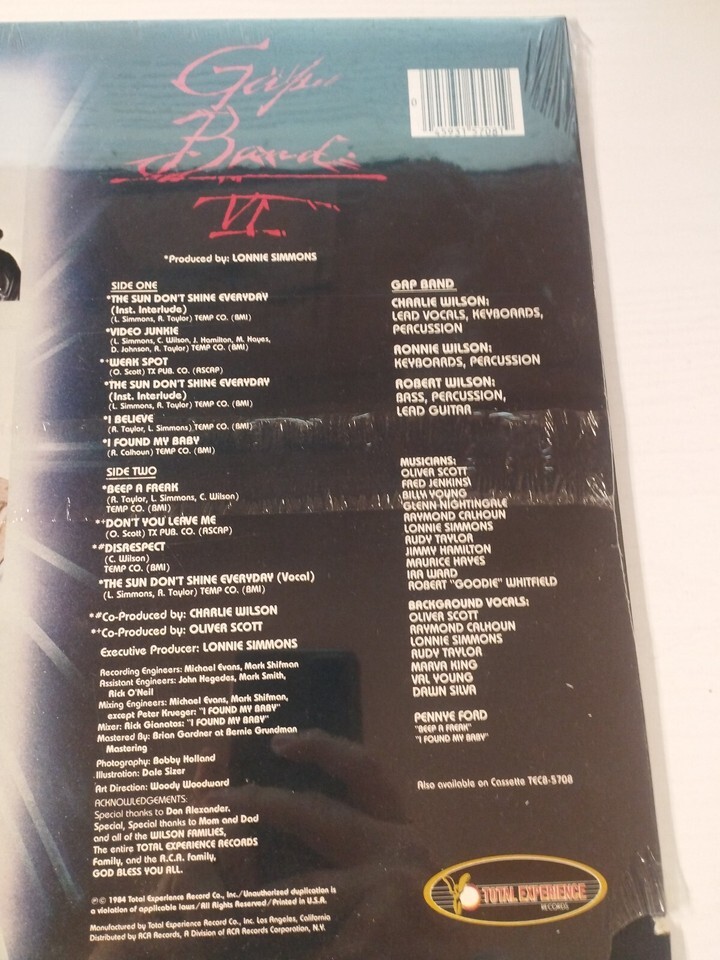 Gap
Band
VI
0
45931 57081
*Produced by: LONNIE SIMMONS
SIDE ONE
*THE SUN DON'T SHINE EVERYDAY
(Inst. Interlude)
(L. Simmons, R. Taylor) TEMP CO. (BMI)
*VIDEO JUNKIE
(L. Simmons, C. Wilson, J. Hamilton, M. Hayes,
D. Johnson, R. Taylor) TEMP CO. (BMI)
*+WEAK SPOT
(O. Scott) TX PUB. CO. (ASCAP)
*THE SUN DON'T SHINE EVERYDAY
(Inst. Interlude)
(L. Simmons, R. Taylor) TEMP CO. (BMI)
*I BELIEVE
(R. Taylor, L. Simmons) TEMP CO. (BMI)
*I FOUND MY BABY
(R. Calhoun) TEMP CO. (BMI)
SIDE TWO
*BEEP A FREAK
(R. Taylor, L. Simmons, C. Wilson)
TEMP CO. (BMI)
*+DON'T YOU LEAVE ME
(O. Scott) TX PUB. CO. (ASCAP)
*#DISRESPECT
(C. Wilson)
TEMP CO. (BMI)
*THE SUN DON'T SHINE EVERYDAY (Vocal)
(L. Simmons, R. Taylor) TEMP CO. (BMI)
*#Co-Produced by: CHARLIE WILSON
*+Co-Produced by: OLIVER SCOTT
Executive Producer: LONNIE SIMMONS
Recording Engineers: Michael Evans, Mark Shifman
Assistant Engineers: John Hegedes, Mark Smith,
Rick O'Neil
Mixing Engineers: Michael Evans, Mark Shifman,
except Peter Krueger: "I FOUND MY BABY"
Mixer: Rick Gianatos: "I FOUND MY BABY"
Mastered By: Brian Gardner at Bernie Grundman
Mastering
Photography: Bobby Holland
Illustration: Dale Sizer
Art Direction: Woody Woodward
ACKNOWLEDGEMENTS:
Special thanks to Don Alexander.
Special, Special thanks to Mom and Dad
and all of the WILSON FAMILIES,
The entire TOTAL EXPERIENCE RECORDS
Family, and the R.C.A. family,
GOD BLESS YOU ALL.
℗© 1984 Total Experience Record Co., Inc./Unauthorized duplication is
a violation of applicable laws/All Rights Reserved/Printed in U.S.A.
Manufactured by Total Experience Record Co., Inc. Los Angeles, California
Distributed by RCA Records, A Division of RCA Records Corporation, N.Y.
GAP BAND
CHARLIE WILSON:
LEAD VOCALS, KEYBOARDS,
PERCUSSION
RONNIE WILSON:
KEYBOARDS, PERCUSSION
ROBERT WILSON:
BASS, PERCUSSION,
LEAD GUITAR
MUSICIANS:
OLIVER SCOTT
FRED JENKINS
BILLY YOUNG
GLENN NIGHTINGALE
RAYMOND CALHOUN
LONNIE SIMMONS
RUDY TAYLOR
JIMMY HAMILTON
MAURICE HAYES
IRA WARD
ROBERT "GOODIE" WHITFIELD
BACKGROUND VOCALS:
OLIVER SCOTT
RAYMOND CALHOUN
LONNIE SIMMONS
RUDY TAYLOR
MARVA KING
VAL YOUNG
DAWN SILVA
PENNYE FORD
"BEEP A FREAK"
"I FOUND MY BABY"
Also available on Cassette TEC8-5708
TOTAL EXPERIENCE
RECORDS